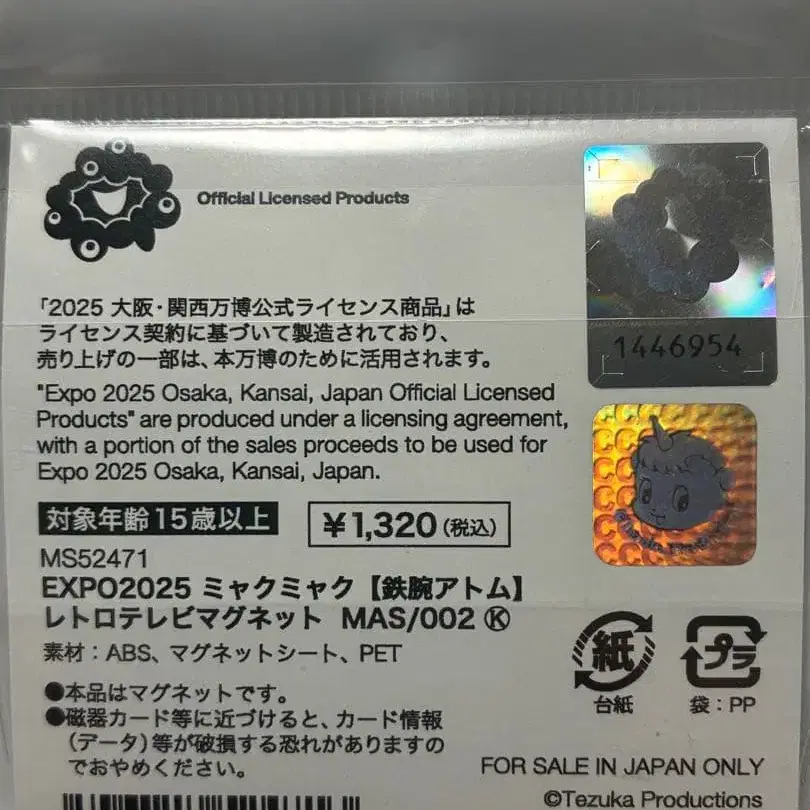 Official Licensed Products
「2025 大阪・関西万博公式ライセンス商品」は
ライセンス契約に基づいて製造されており、
売り上げの一部は、本万博のために活用されます。
"Expo 2025 Osaka, Kansai, Japan Official Licensed
Products" are produced under a licensing agreement,
with a portion of the sales proceeds to be used for
Expo 2025 Osaka, Kansai, Japan.
1446954
対象年齢15歳以上
¥1,320(税込)
MS52471
EXPO2025 ミャクミャク【鉄腕アトム】
レトロテレビマグネット MAS/002 Ⓚ
素材:ABS、マグネットシート、PET
●本品はマグネットです。
●磁器カード等に近づけると、カード情報
(データ)等が破損する恐れがありますの
でおやめください。
紙
台紙
プラ
袋:PP
FOR SALE IN JAPAN ONLY
©Tezuka Productions